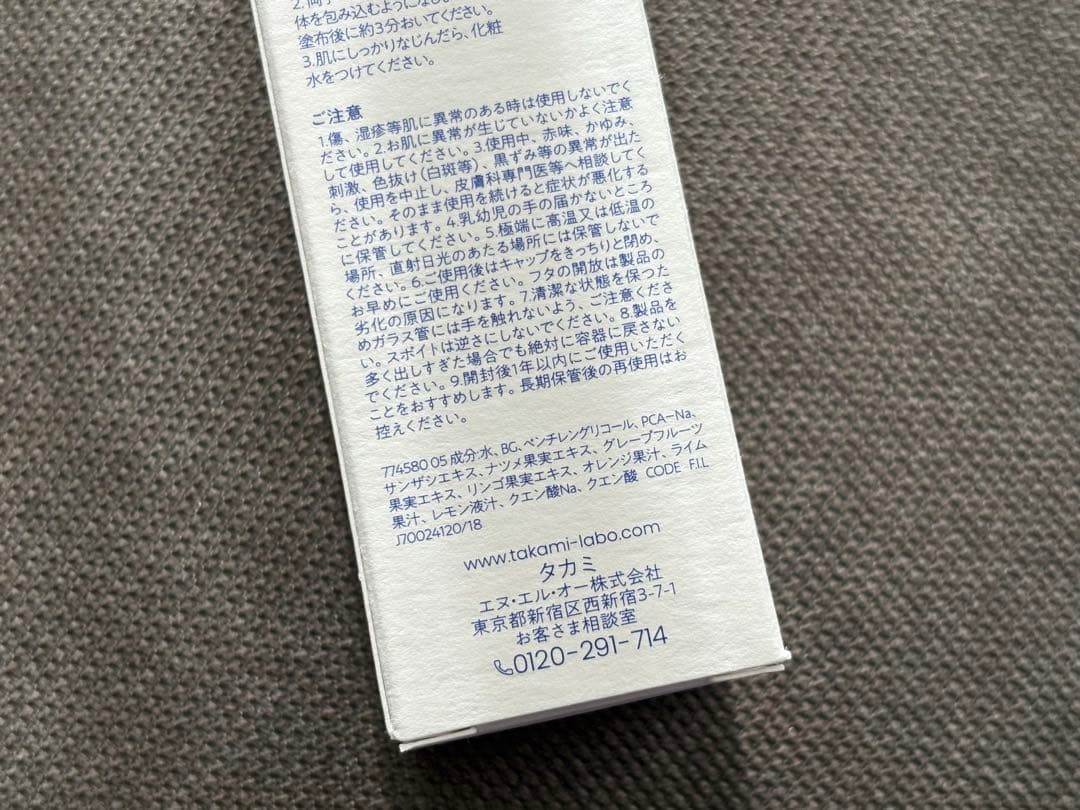 体を包み込むようになじ
塗布後に約3分おいてください。
3.肌にしっかりなじんだら、化粧
水をつけてください。
ご注意
1.傷、湿疹等肌に異常のある時は使用しないでく
ださい。2.お肌に異常が生じていないかよく注意
して使用してください。3.使用中、赤味、かゆみ、
刺激、色抜け(白斑等)、黒ずみ等の異常が出た
ら、使用を中止し、皮膚科専門医等へ相談してく
ださい。そのまま使用を続けると症状が悪化する
ことがあります。4.乳幼児の手の届かないところ
に保管してください。5.極端に高温又は低温の
場所、直射日光のあたる場所には保管しないで
ください。6.ご使用後はキャップをきっちりと閉め、
お早めにご使用ください。フタの開放は製品の
劣化の原因になります。7.清潔な状態を保つた
めガラス管には手を触れないよう、ご注意くださ
い。スポイトは逆さにしないでください。8.製品を
多く出しすぎた場合でも絶対に容器に戻さない
でください。9.開封後1年以内にご使用いただく
ことをおすすめします。長期保管後の再使用はお
控えください。
774580 05 成分:水、BG、ペンチレングリコール、PCA-Na、
サンザシエキス、ナツメ果実エキス、グレープフルーツ
果実エキス、リンゴ果実エキス、オレンジ果汁、ライム
果汁、レモン液汁、クエン酸Na、クエン酸 CODE F.I.L
J70024120/18
www.takami-labo.com
タカミ
エヌ・エル・オー株式会社
東京都新宿区西新宿3-7-1
お客さま相談室
0120-291-714